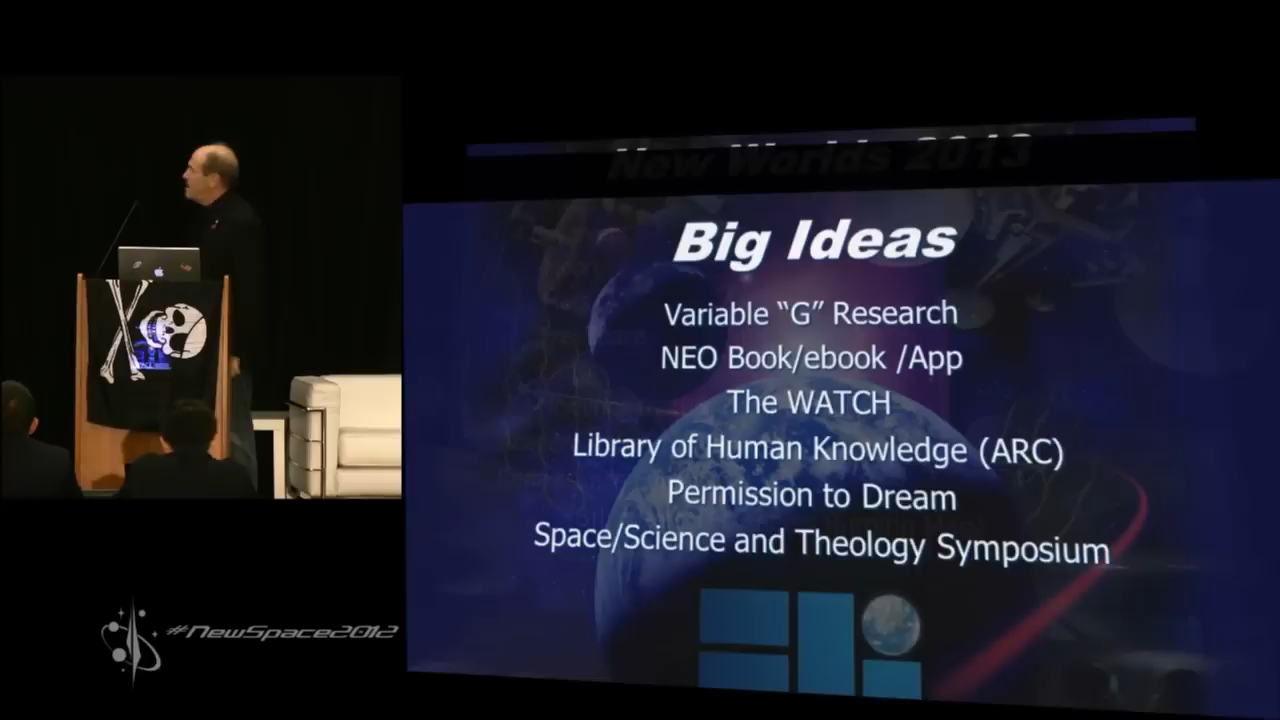 New Worlds 2013
Big Ideas
Variable “G” Research
NEO Book/ebook /App
The WATCH
Library of Human Knowledge (ARC)
Permission to Dream
Space/Science and Theology Symposium
#NewSpace2012